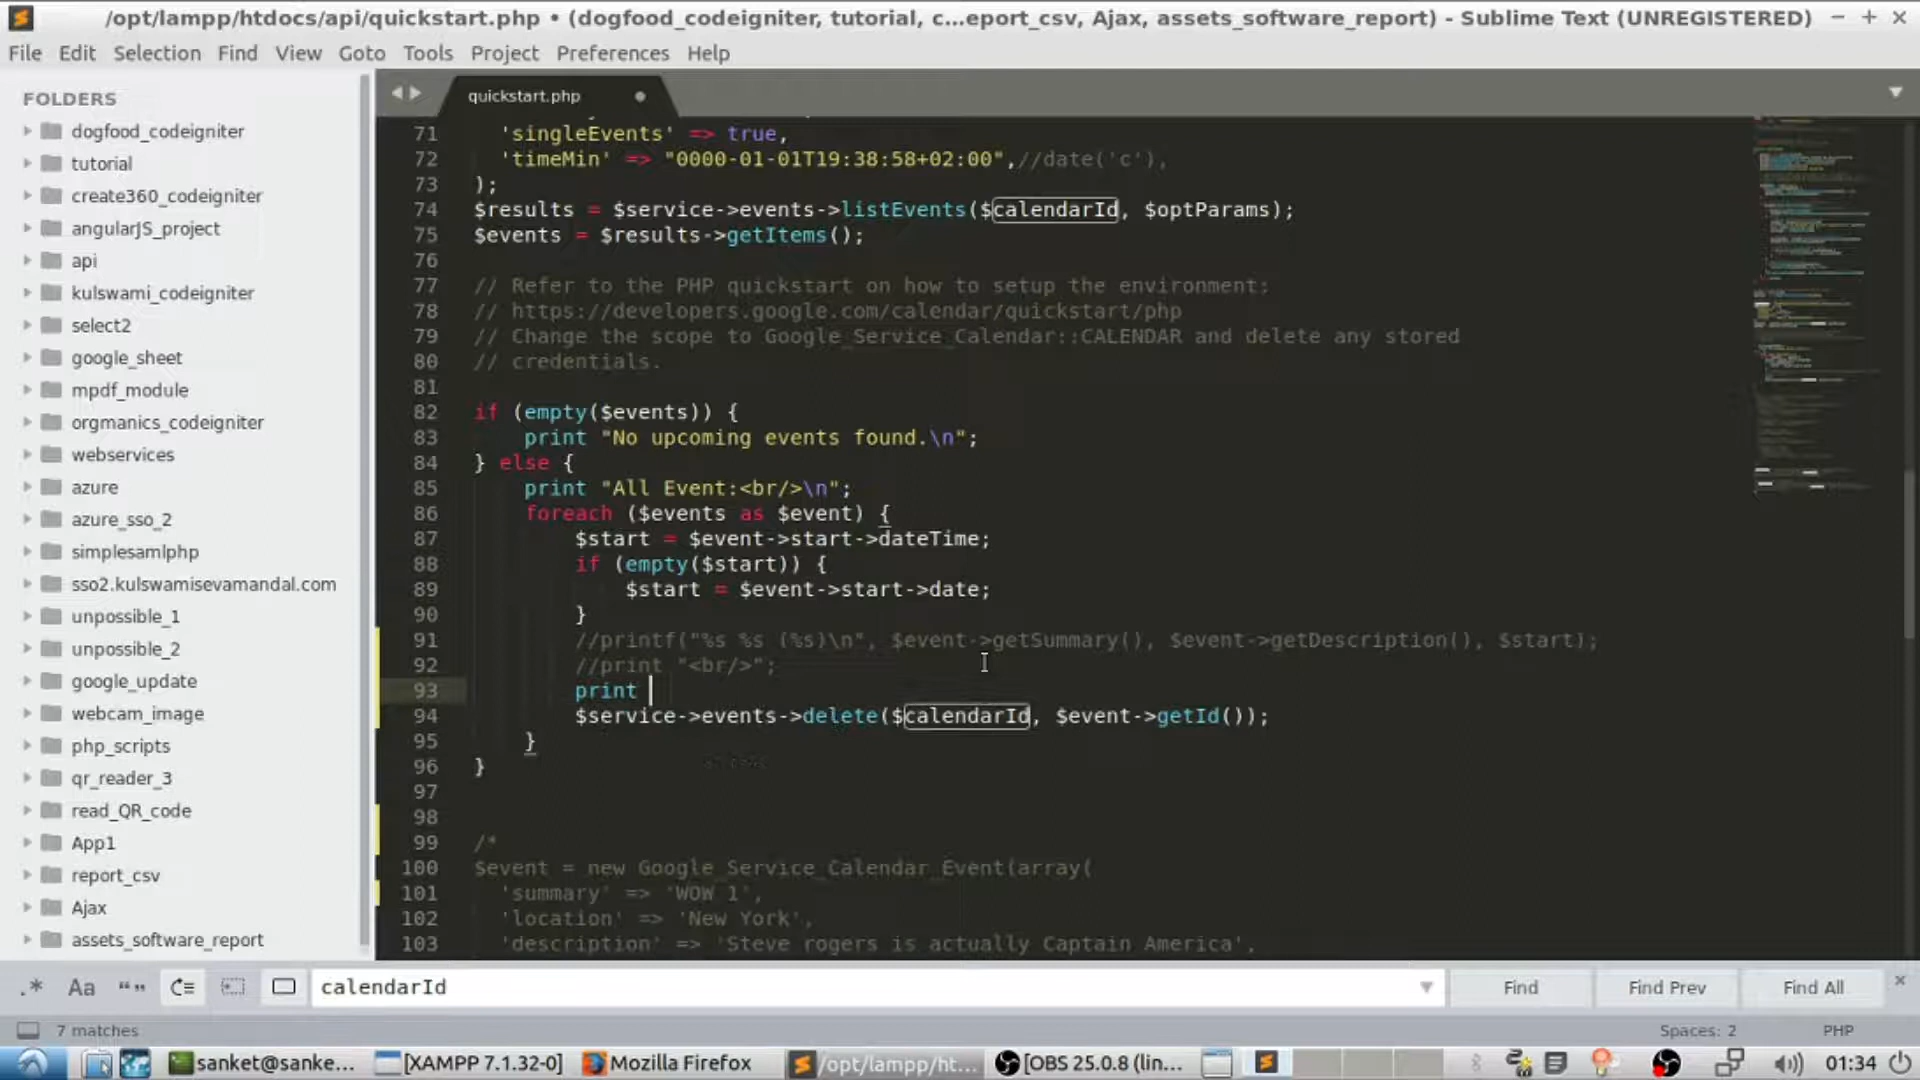 /opt/lampp/htdocs/api/quickstart.php • (dogfood_codeigniter, tutorial, c...eport_csv, Ajax, assets_software_report) - Sublime Text (UNREGISTERED)
File Edit Selection Find View Goto Tools Project Preferences Help
FOLDERS
dogfood_codeigniter
tutorial
create360_codeigniter
angularJS_project
api
kulswami_codeigniter
select2
google_sheet
mpdf_module
orgmanics_codeigniter
webservices
azure
azure_sso_2
simplesamlphp
sso2.kulswamisevamandal.com
unpossible_1
unpossible_2
google_update
webcam_image
php_scripts
qr_reader_3
read_QR_code
App1
report_csv
Ajax
assets_software_report
quickstart.php
71 'singleEvents' => true,
72 'timeMin' => "0000-01-01T19:38:58+02:00",//date('c'),
73 );
74 $results = $service->events->listEvents($calendarId, $optParams);
75 $events = $results->getItems();
76
77 // Refer to the PHP quickstart on how to setup the environment:
78 // https://developers.google.com/calendar/quickstart/php
79 // Change the scope to Google_Service_Calendar::CALENDAR and delete any stored
80 // credentials.
81
82 if (empty($events)) {
83 print "No upcoming events found.\n";
84 } else {
85 print "All Event:<br/>\n";
86 foreach ($events as $event) {
87 $start = $event->start->dateTime;
88 if (empty($start)) {
89 $start = $event->start->date;
90 }
91 //printf("%s %s (%s)\n", $event->getSummary(), $event->getDescription(), $start);
92 //print "<br/>";
93 print
94 $service->events->delete($calendarId, $event->getId());
95 }
96 }
97
98
99 /*
100 $event = new Google_Service_Calendar_Event(array(
101 'summary' => 'WOW 1',
102 'location' => 'New York',
103 'description' => 'Steve rogers is actually Captain America',
.* Aa “” calendarId Find Find Prev Find All
7 matches Spaces: 2 PHP
sanket@sanke... [XAMPP 7.1.32-0] Mozilla Firefox /opt/lampp/ht... [OBS 25.0.8 (lin... 01:34